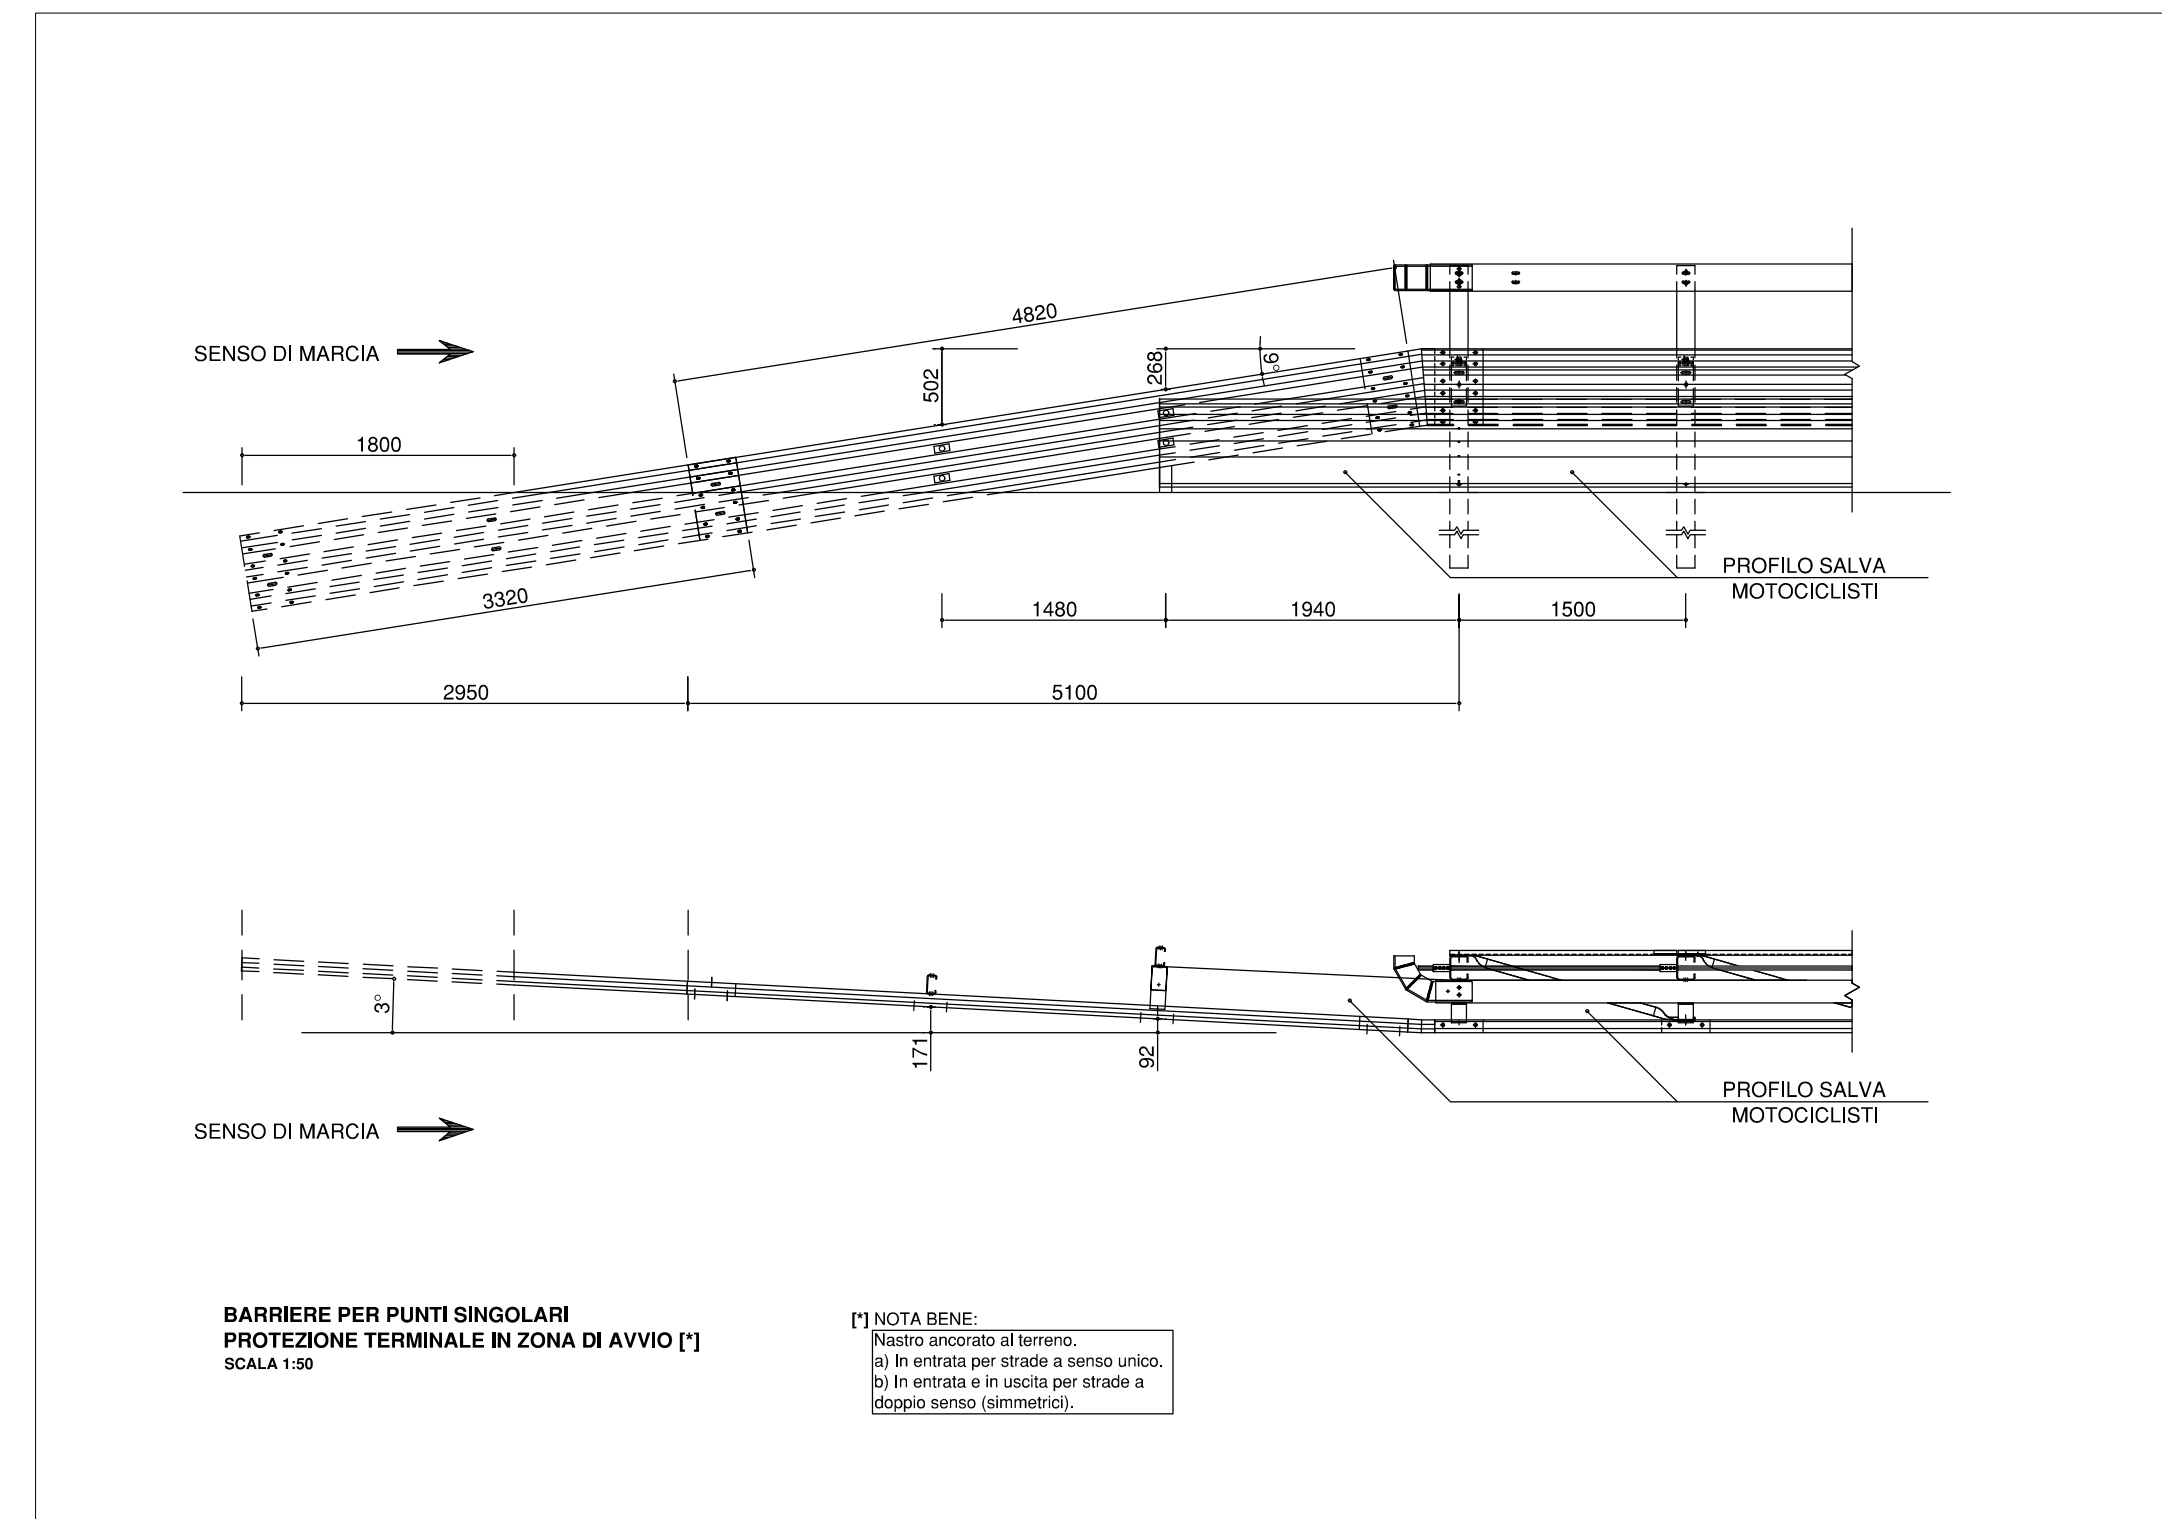 4820
SENSO DI MARCIA
502
268
9°
1800
PROFILO SALVA
MOTOCICLISTI
3320
1480
1940
1500
2950
5100
3°
171
92
PROFILO SALVA
MOTOCICLISTI
SENSO DI MARCIA
BARRIERE PER PUNTI SINGOLARI
PROTEZIONE TERMINALE IN ZONA DI AVVIO [*]
SCALA 1:50
[*] NOTA BENE:
Nastro ancorato al terreno.
a) In entrata per strade a senso unico.
b) In entrata e in uscita per strade a
doppio senso (simmetrici).